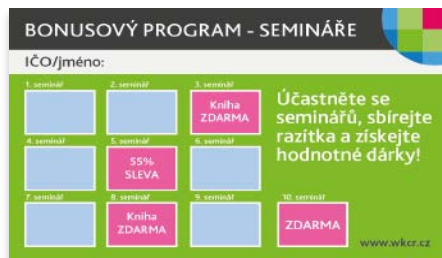 BONUSOVÝ PROGRAM - SEMINÁŘE
IČO/jméno:
1. seminář
2. seminář
3. seminář
Kniha
ZDARMA
4. seminář
5. seminář
55%
SLEVA
6. seminář
7. seminář
8. seminář
Kniha
ZDARMA
9. seminář
10. seminář
ZDARMA
Účastněte se
seminářů, sbírejte
razítka a získejte
hodnotné dárky!
www.wkcr.cz